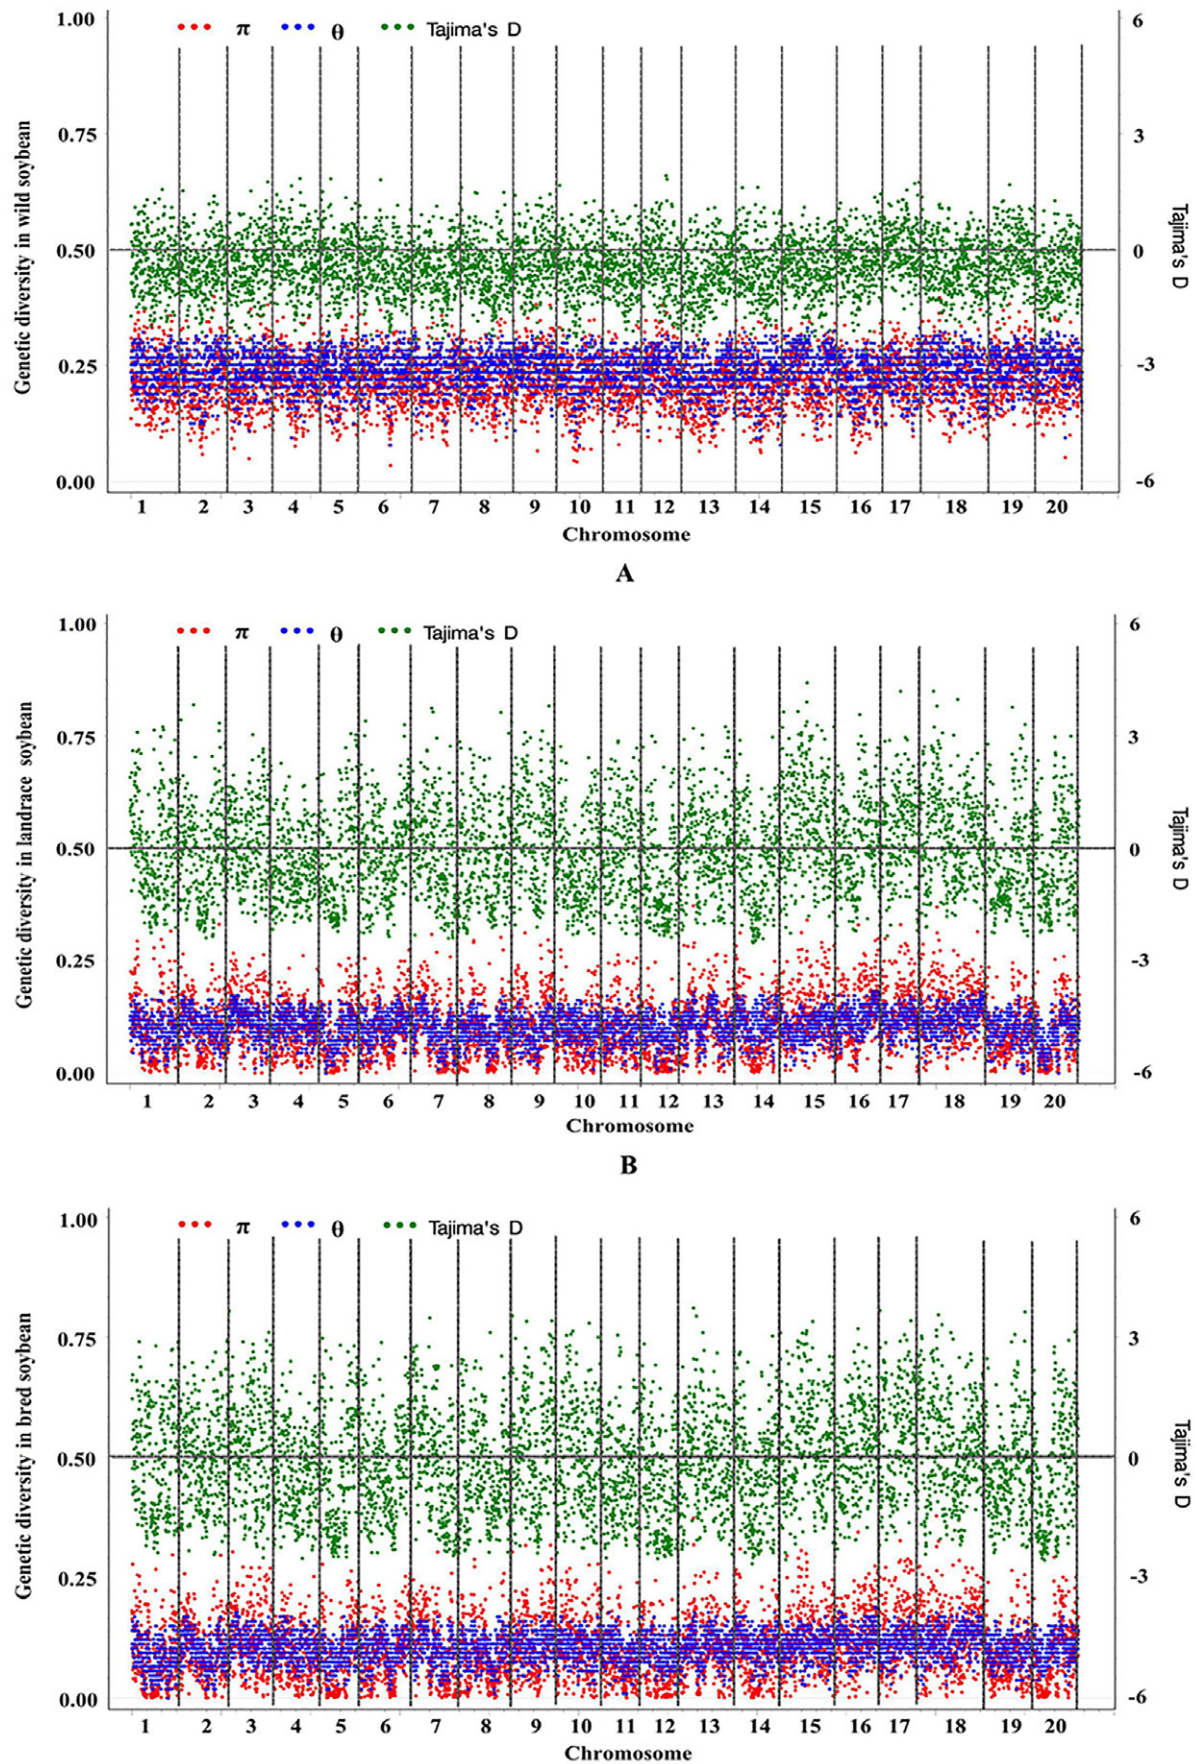 π θ Tajima's D
Genetic diversity in wild soybean
1.00
0.75
0.50
0.25
0.00
6
3
0
-3
-6
Tajima's D
1 2 3 4 5 6 7 8 9 10 11 12 13 14 15 16 17 18 19 20
Chromosome
A
π θ Tajima's D
Genetic diversity in landrace soybean
1.00
0.75
0.50
0.25
0.00
6
3
0
-3
-6
Tajima's D
1 2 3 4 5 6 7 8 9 10 11 12 13 14 15 16 17 18 19 20
Chromosome
B
π θ Tajima's D
Genetic diversity in bred soybean
1.00
0.75
0.50
0.25
0.00
6
3
0
-3
-6
Tajima's D
1 2 3 4 5 6 7 8 9 10 11 12 13 14 15 16 17 18 19 20
Chromosome